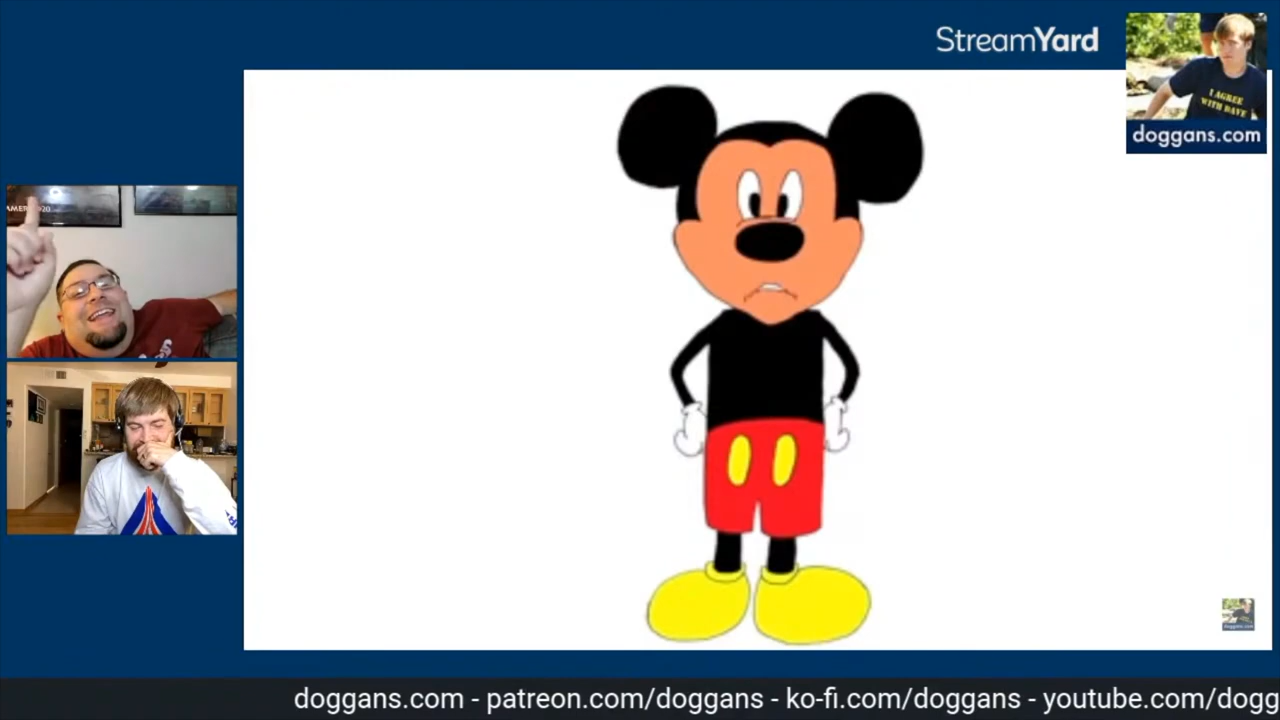 StreamYard
I AGREE
WITH DAVE
doggans.com
doggans.com - patreon.com/doggans - ko-fi.com/doggans - youtube.com/dogg